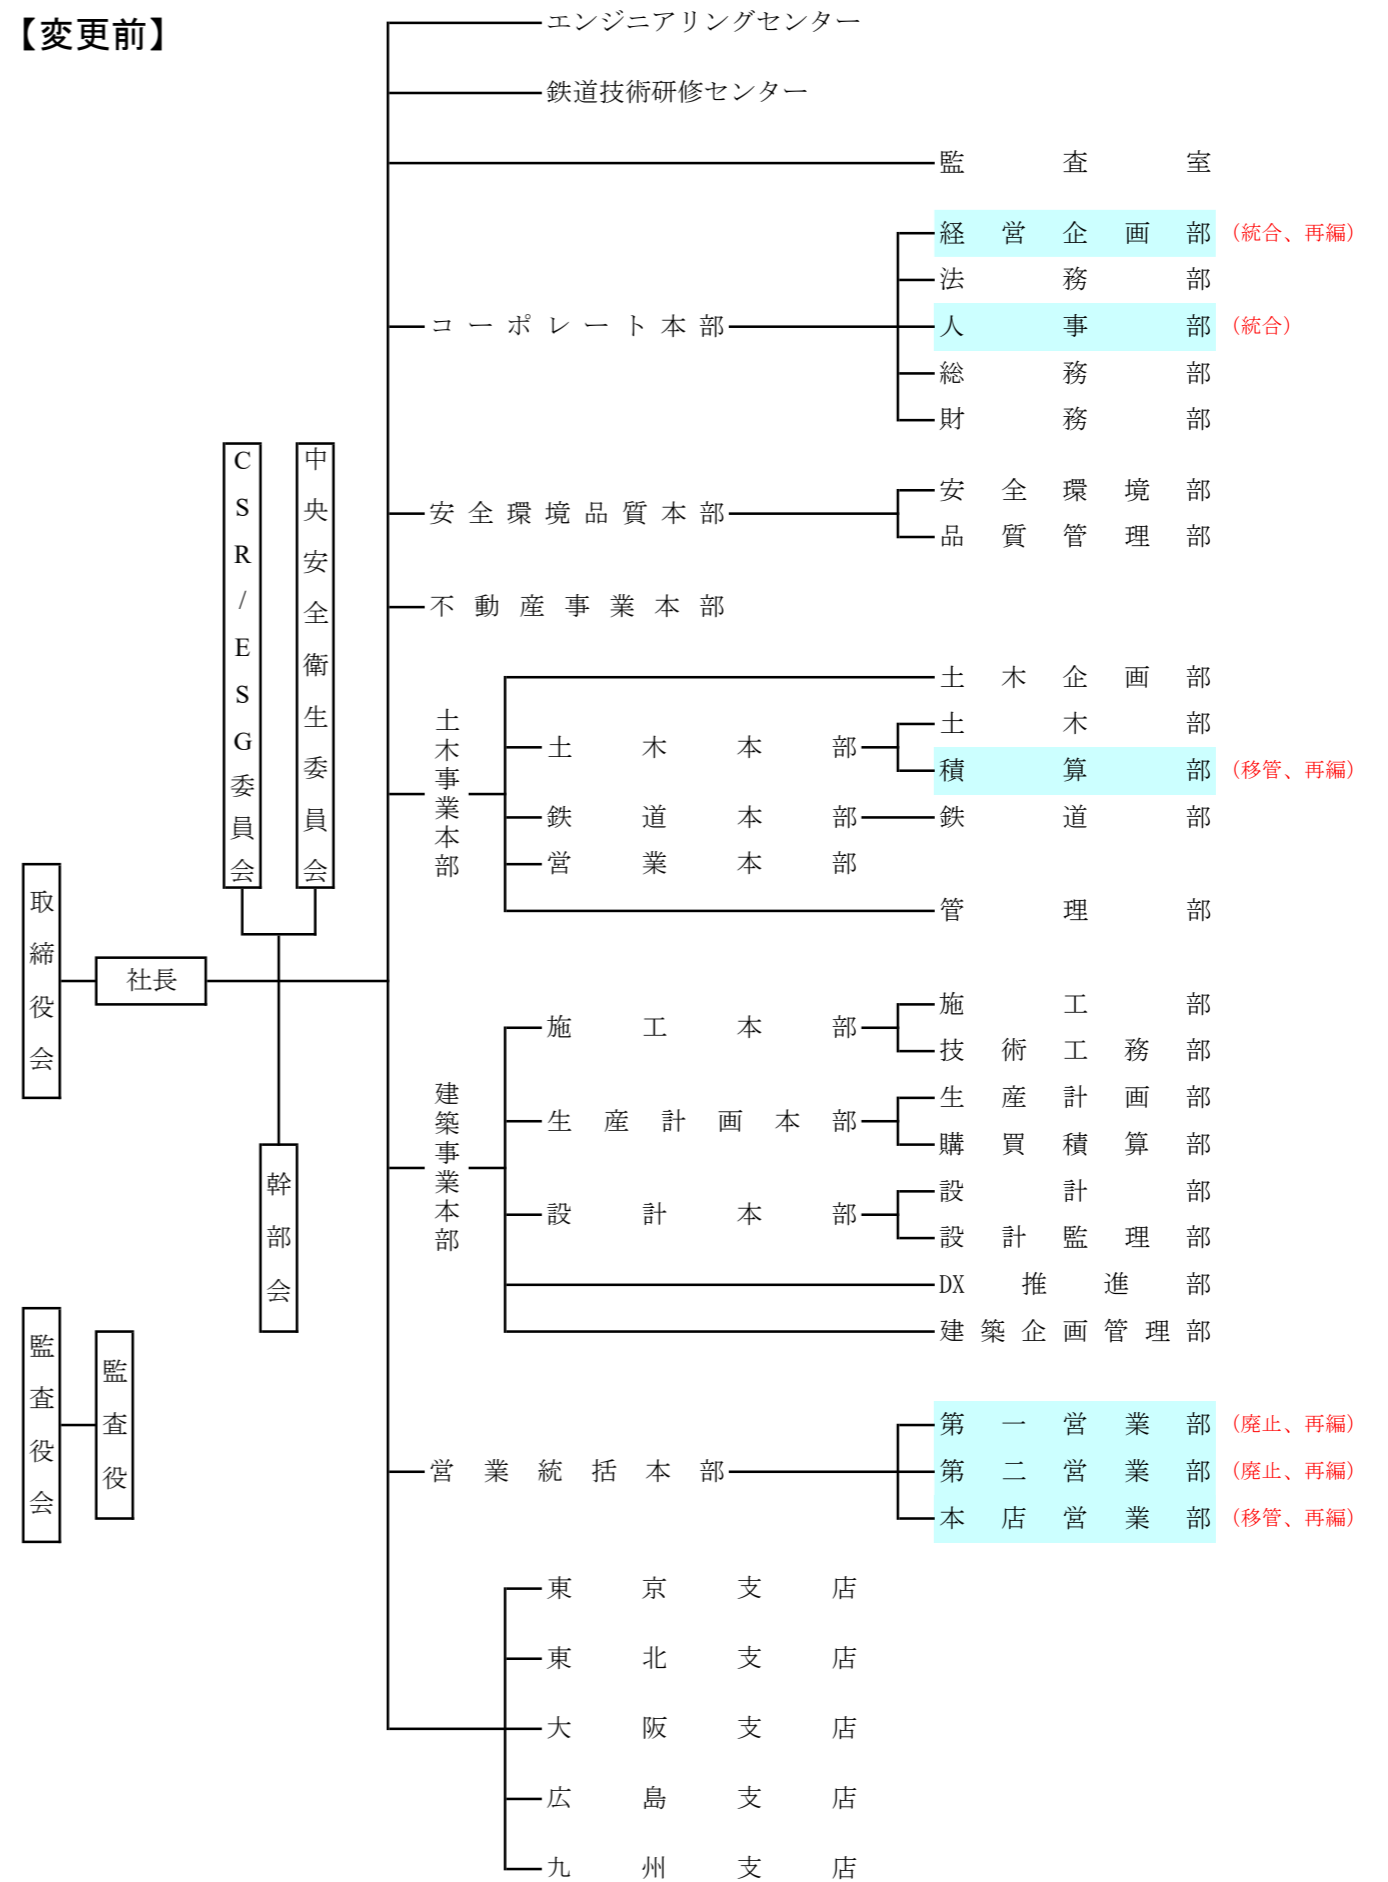 【変更前】
エンジニアリングセンター
鉄道技術研修センター
監査室
経営企画部 (統合、再編)
法務部
コーポレート本部
人事部 (統合)
総務部
財務部
CSR/ESG委員会
中央安全衛生委員会
安全環境品質本部
安全環境部
品質管理部
不動産事業本部
土木事業本部
土木企画部
土木本部
土木部
積算部 (移管、再編)
鉄道本部
鉄道部
営業本部
管理部
取締役会
社長
幹部会
監査役会
監査役
建築事業本部
施工本部
施工部
技術工務部
生産計画本部
生産計画部
購買積算部
設計本部
設計部
設計監理部
DX推進部
建築企画管理部
営業統括本部
第一営業部 (廃止、再編)
第二営業部 (廃止、再編)
本店営業部 (移管、再編)
東京支店
東北支店
大阪支店
広島支店
九州支店